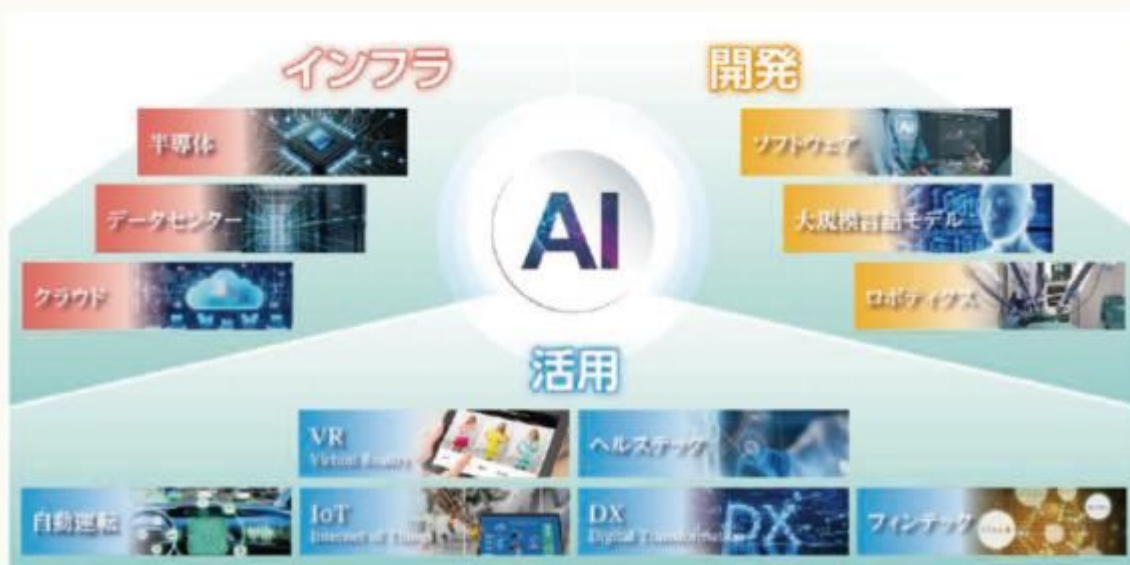 インフラ
開発
半導体
データセンター
クラウド
AI
ソフトウェア
大規模言語モデル
ロボティクス
活用
VR
Virtual Reality
ヘルステック
自動運転
IoT
Internet of Things
DX
Digital Transformation
DX
フィンテック